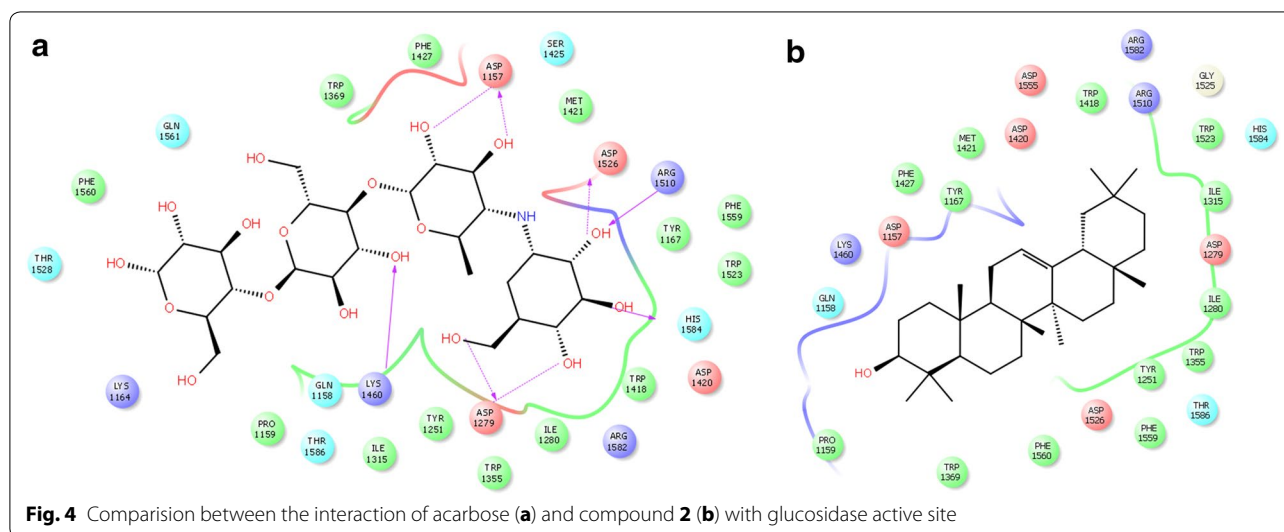 a
PHE
1427
SER
1425
ASP
1157
TRP
1369
MET
1421
GLN
1561
OH
OH
ASP
1526
HO
ARG
1510
PHE
1560
O
O
NH
OH
PHE
1559
TYR
1167
OH
HO
O
O
OH
TRP
1523
THR
1528
HO
O
O
OH
OH
HIS
1584
HO
OH
ASP
1420
HO
LYS
1164
GLN
1158
LYS
1460
TRP
1418
PRO
1159
THR
1586
ILE
1315
TYR
1251
ASP
1279
ILE
1280
ARG
1582
TRP
1355
b
ARG
1582
ASP
1555
GLY
1525
TRP
1418
ARG
1510
MET
1421
ASP
1420
TRP
1523
HIS
1584
PHE
1427
TYR
1167
ILE
1315
ASP
1157
LYS
1460
ASP
1279
GLN
1158
ILE
1280
TRP
1355
HO
TYR
1251
ASP
1526
THR
1586
PHE
1559
PRO
1159
PHE
1560
TRP
1369
Fig. 4 Comparision between the interaction of acarbose (a) and compound 2 (b) with glucosidase active site